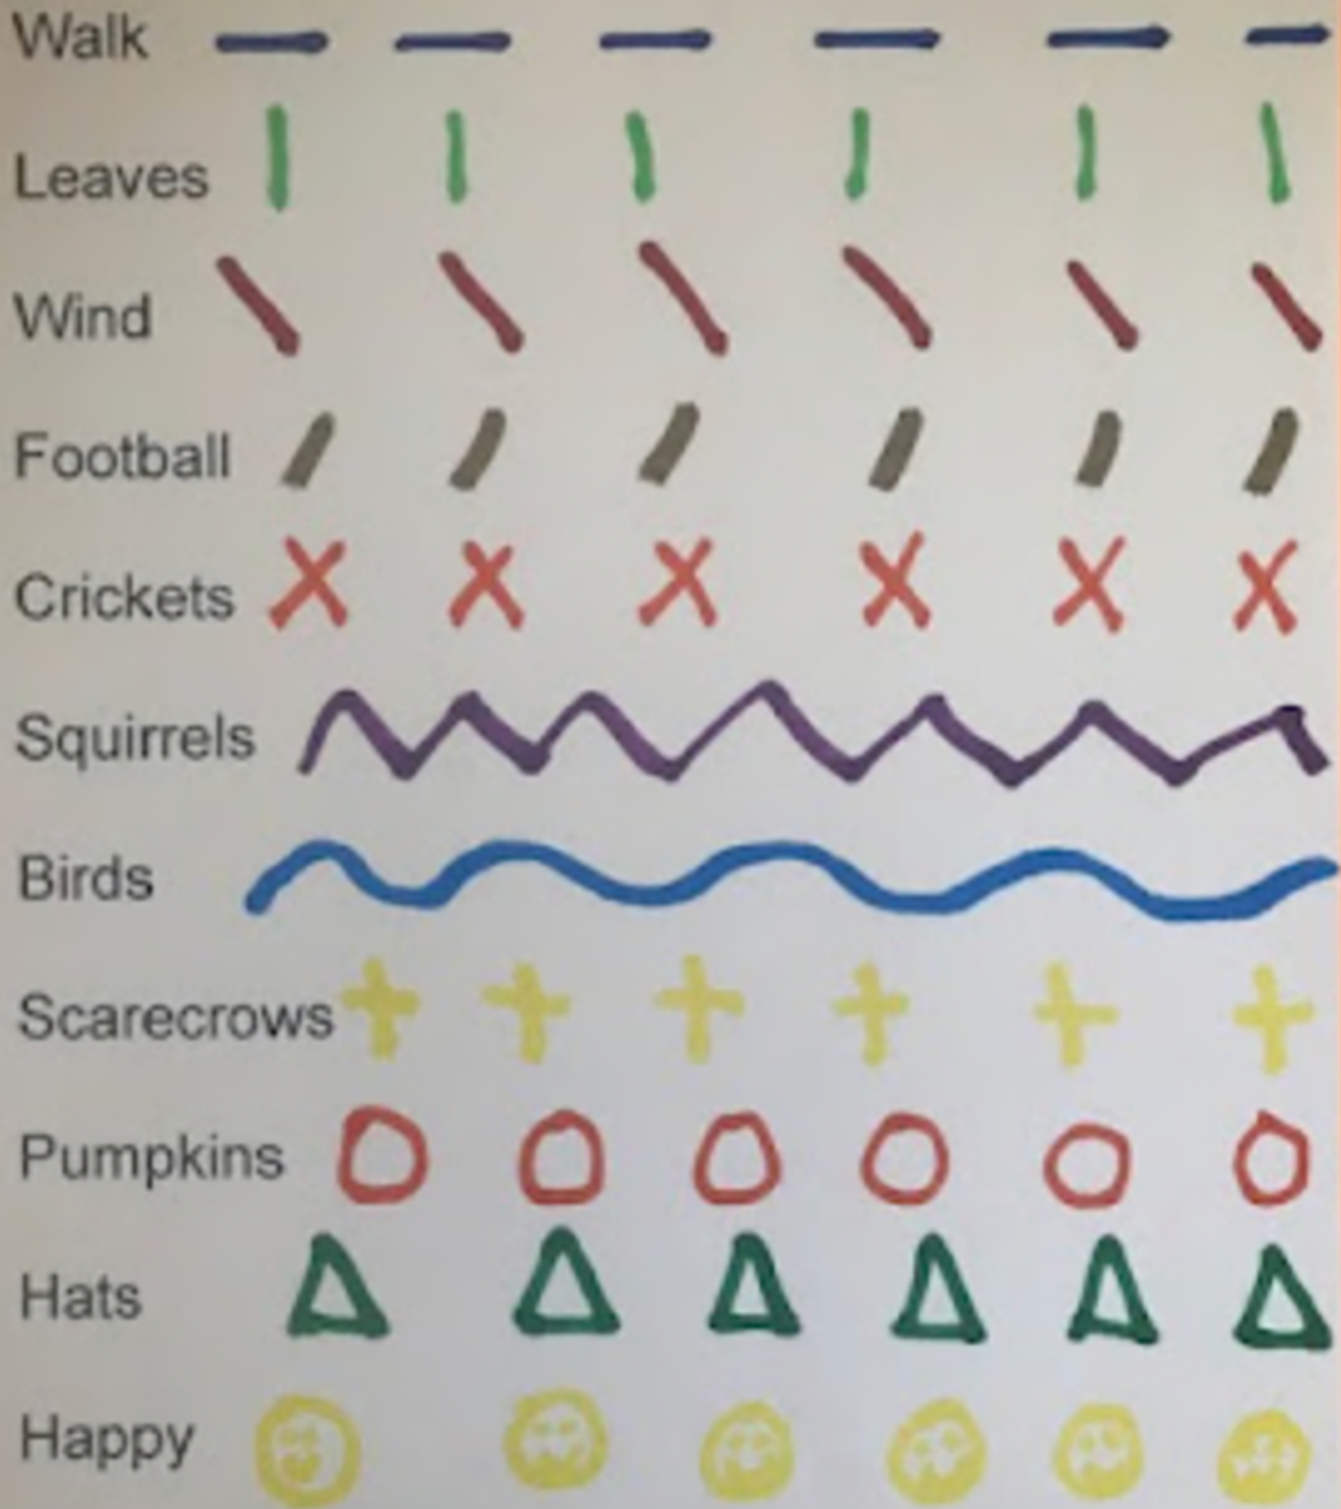 Walk
Leaves
Wind
Football
Crickets
Squirrels
Birds
Scarecrows
Pumpkins
Hats
Happy